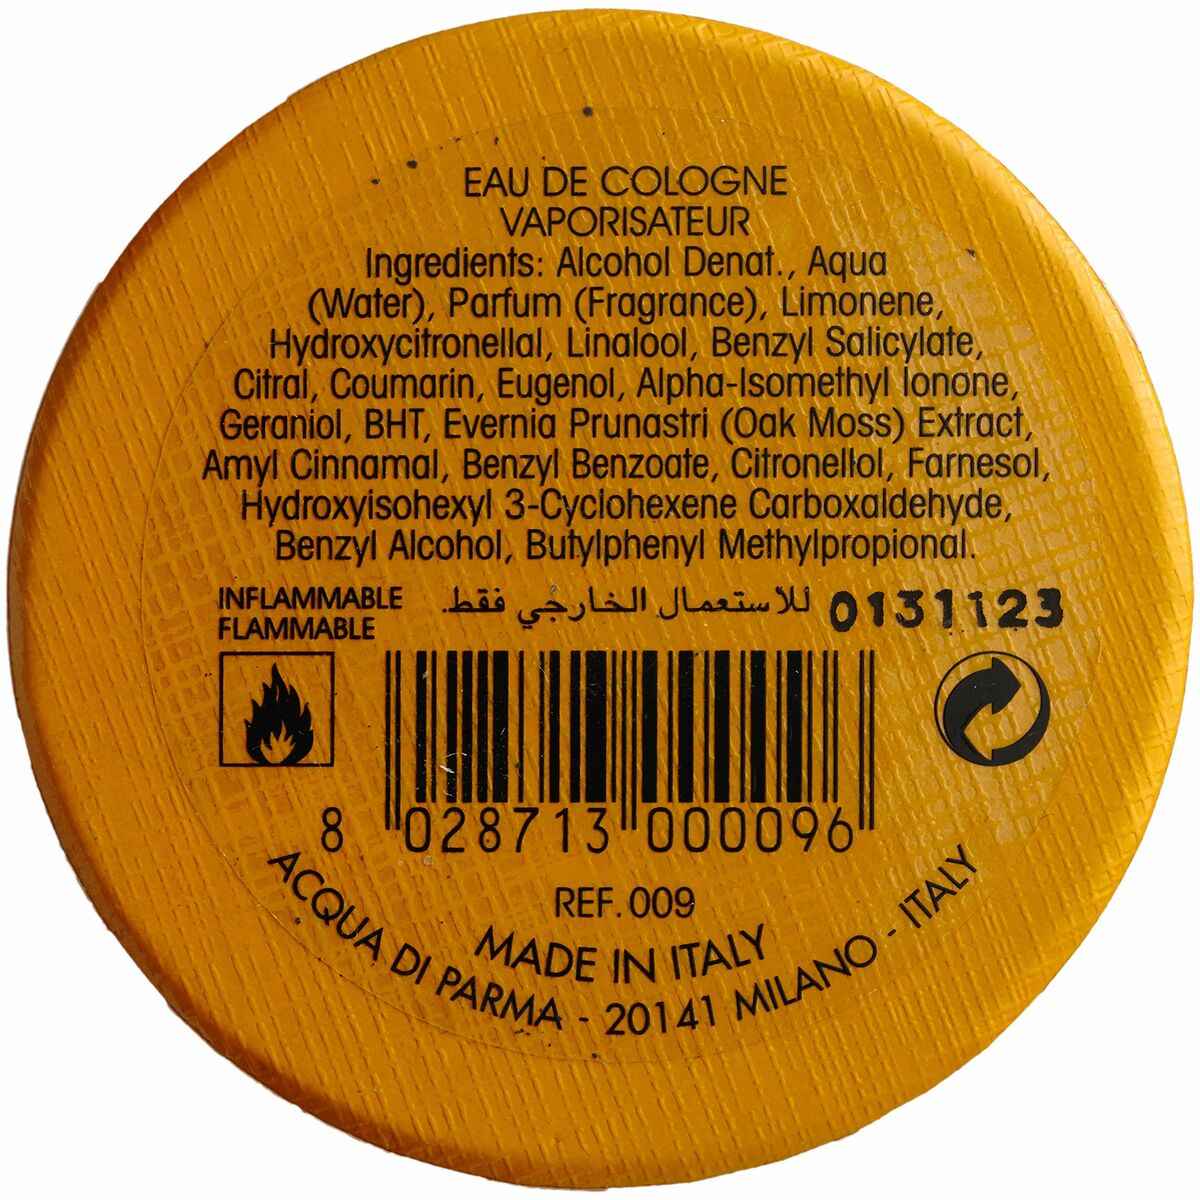 EAU DE COLOGNE
VAPORISATEUR
Ingredients: Alcohol Denat., Aqua
(Water), Parfum (Fragrance), Limonene,
Hydroxycitronellal, Linalool, Benzyl Salicylate,
Citral, Coumarin, Eugenol, Alpha-Isomethyl Ionone,
Geraniol, BHT, Evernia Prunastri (Oak Moss) Extract,
Amyl Cinnamal, Benzyl Benzoate, Citronellol, Farnesol,
Hydroxyisohexyl 3-Cyclohexene Carboxaldehyde,
Benzyl Alcohol, Butylphenyl Methylpropional.
INFLAMMABLE
FLAMMABLE
للاستعمال الخارجي فقط.
0131123
8 028713 000096
REF. 009
MADE IN ITALY
ACQUA DI PARMA - 20141 MILANO - ITALY